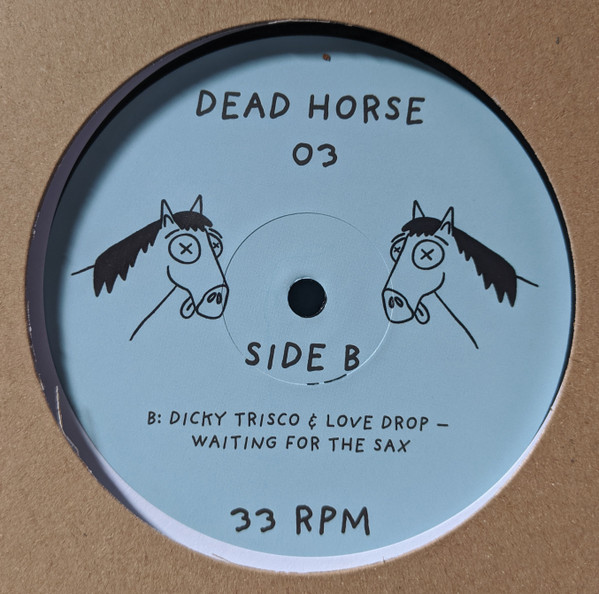 DEAD HORSE
03
SIDE B
B: DICKY TRISCO & LOVE DROP –
WAITING FOR THE SAX
33 RPM